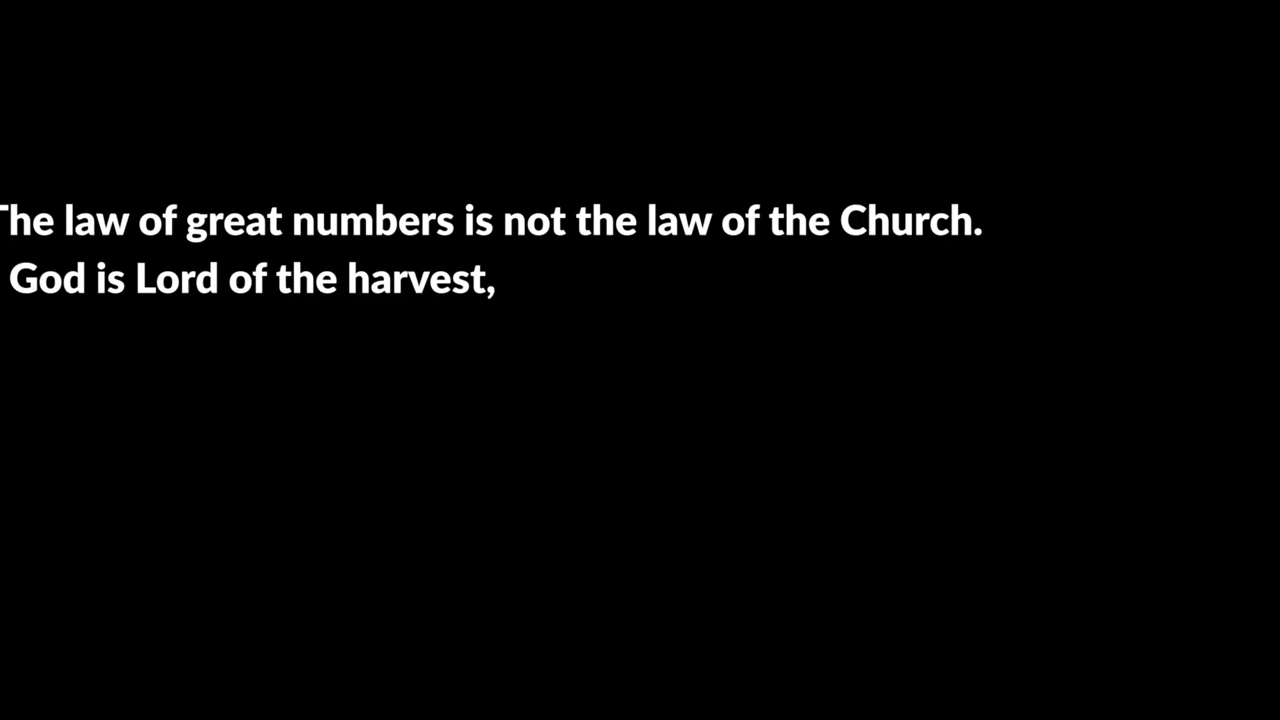 The law of great numbers is not the law of the Church.
God is Lord of the harvest,